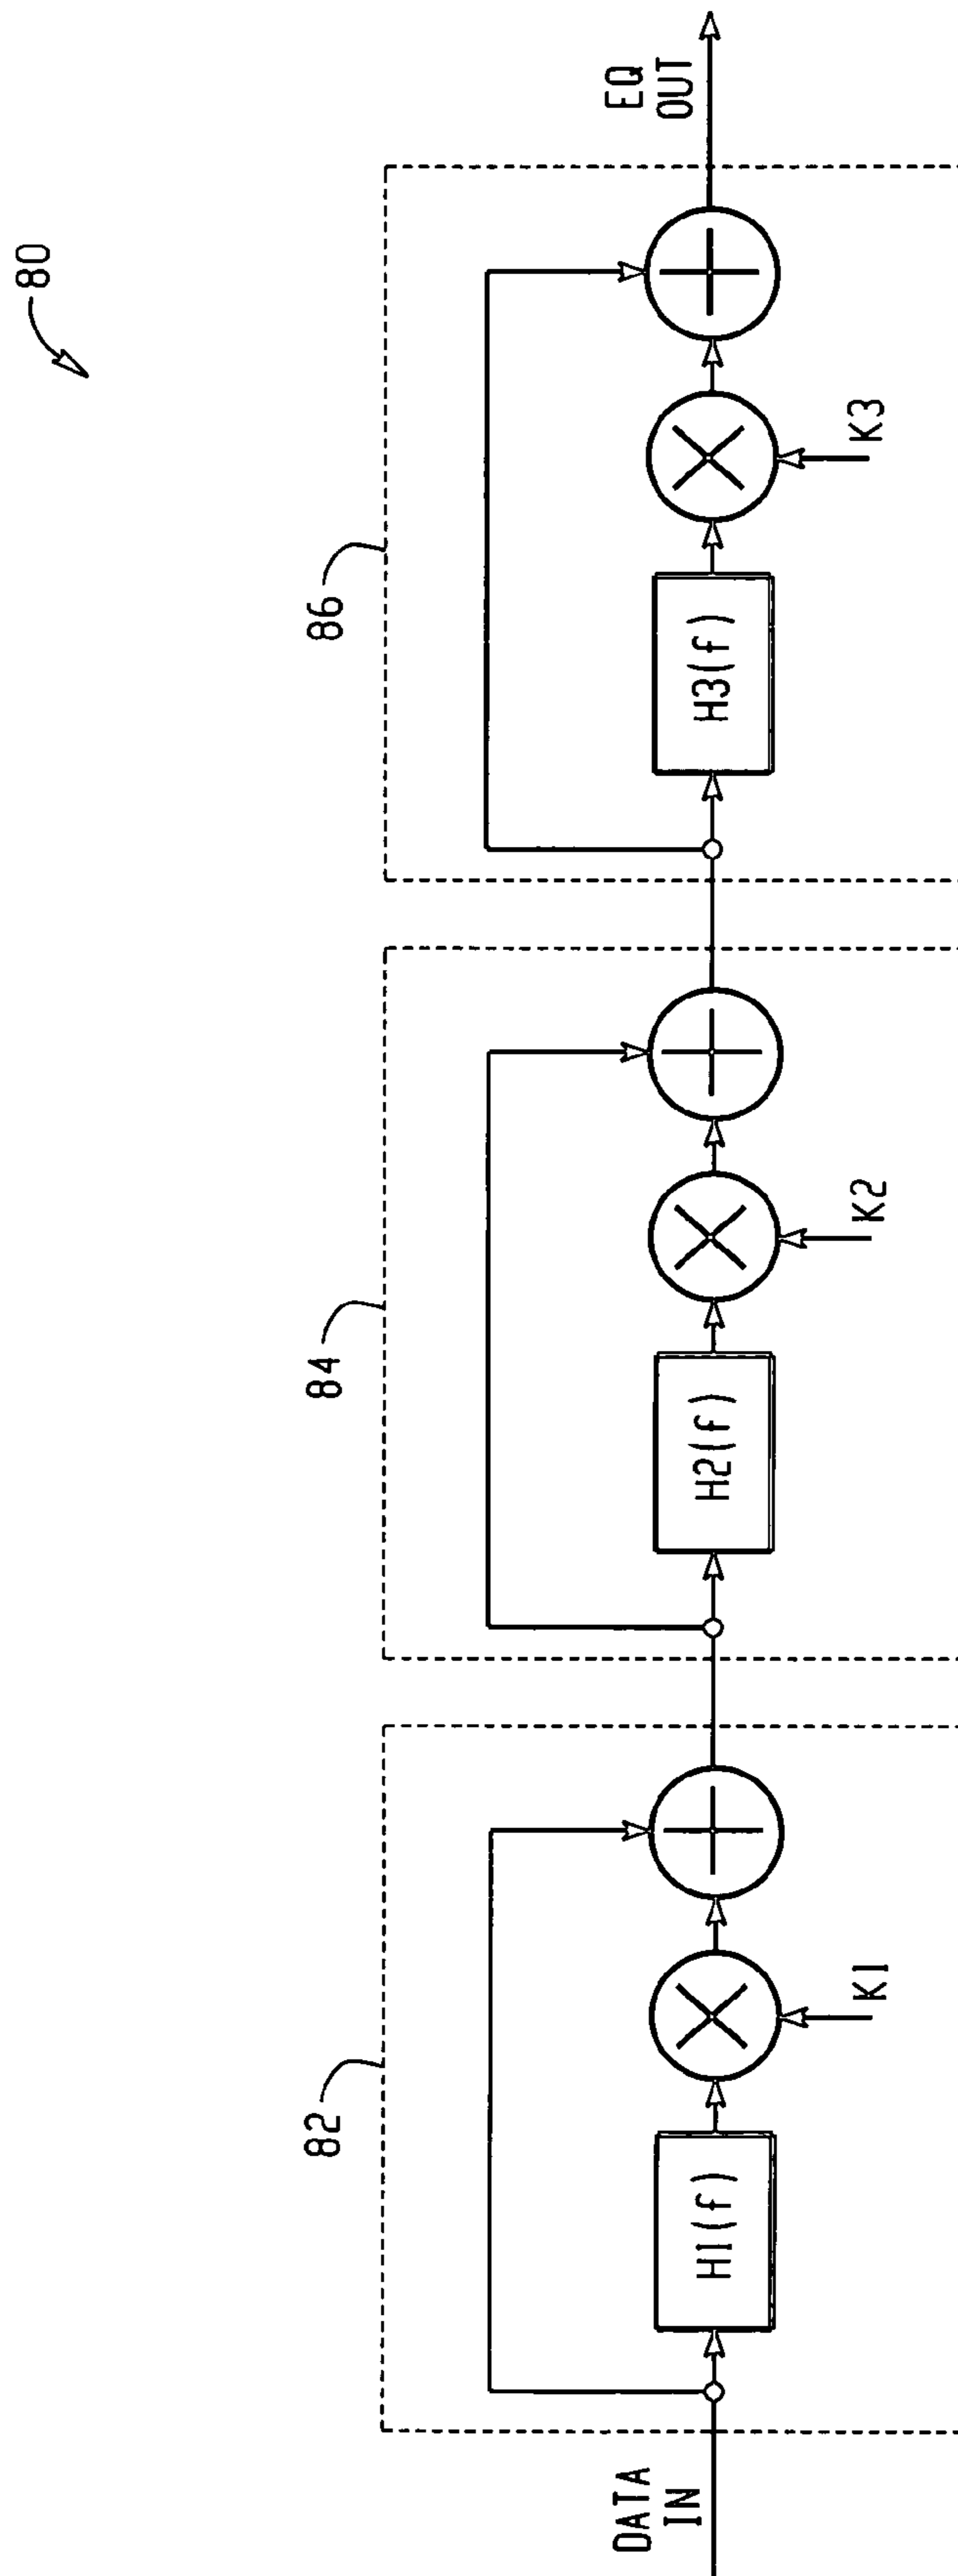 80
82
84
86
DATA
IN
H1(f)
K1
H2(f)
K2
H3(f)
K3
EQ
OUT